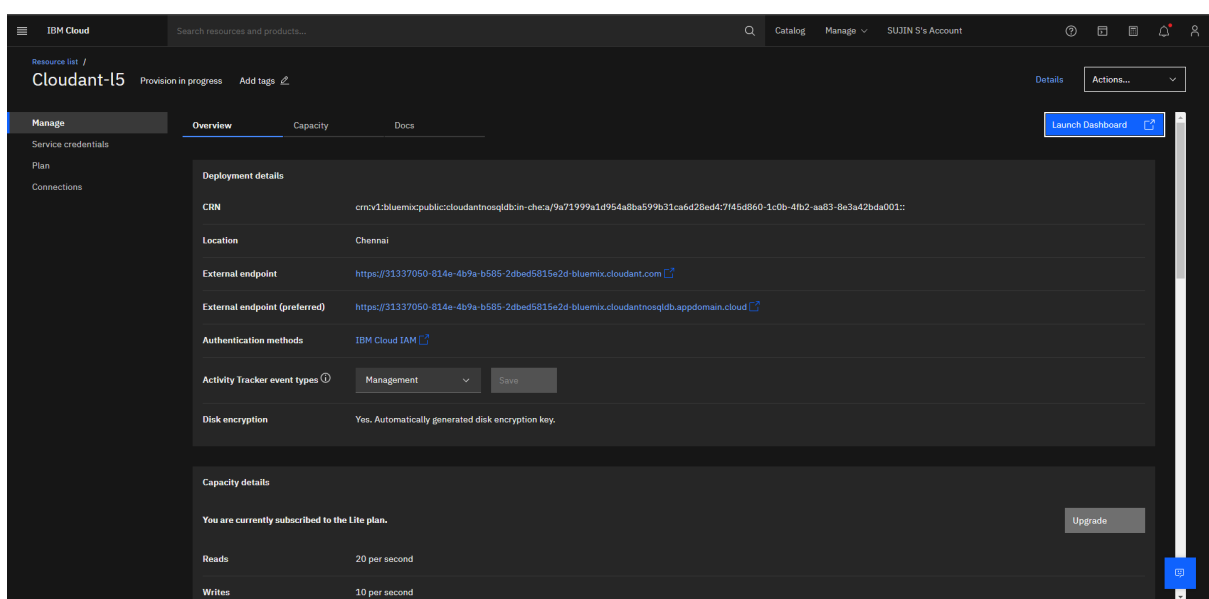 IBM Cloud
Search resources and products...
Catalog
Manage
SUJIN S's Account
Resource list /
Cloudant-l5
Provision in progress
Add tags
Details
Actions...
Manage
Service credentials
Plan
Connections
Overview
Capacity
Docs
Launch Dashboard
Deployment details
CRN
crn:v1:bluemix:public:cloudantnosqldb:in-che:a/9a71999a1d954a8ba599b31ca6d28ed4:7f45d860-1c0b-4fb2-aa83-8e3a42bda001::
Location
Chennai
External endpoint
https://31337050-814e-4b9a-b585-2dbed5815e2d-bluemix.cloudant.com
External endpoint (preferred)
https://31337050-814e-4b9a-b585-2dbed5815e2d-bluemix.cloudantnosqldb.appdomain.cloud
Authentication methods
IBM Cloud IAM
Activity Tracker event types
Management
Save
Disk encryption
Yes. Automatically generated disk encryption key.
Capacity details
You are currently subscribed to the Lite plan.
Upgrade
Reads
20 per second
Writes
10 per second